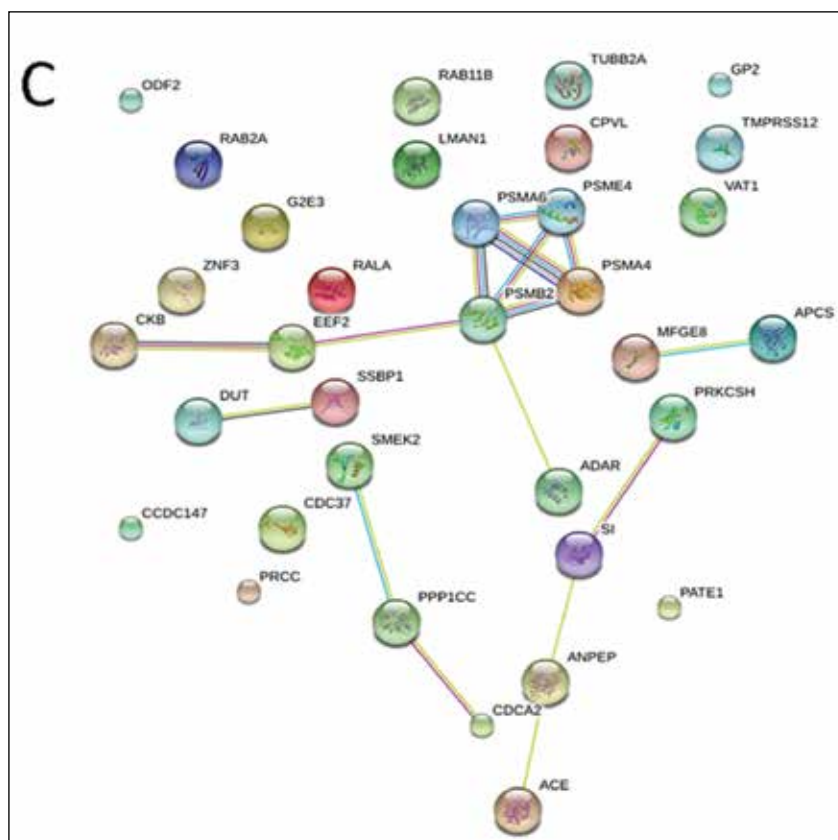 C
ODF2
RAB11B
TUBB2A
GP2
RAB2A
LMAN1
CPVL
TMPRSS12
G2E3
PSMA6
PSME4
VAT1
ZNF3
RALA
PSMB2
PSMA4
CKB
EEF2
MFGE8
APCS
DUT
SSBP1
PRKCSH
SMEK2
ADAR
CCDC147
CDC37
SI
PRCC
PPP1CC
PATE1
ANPEP
CDCA2
ACE